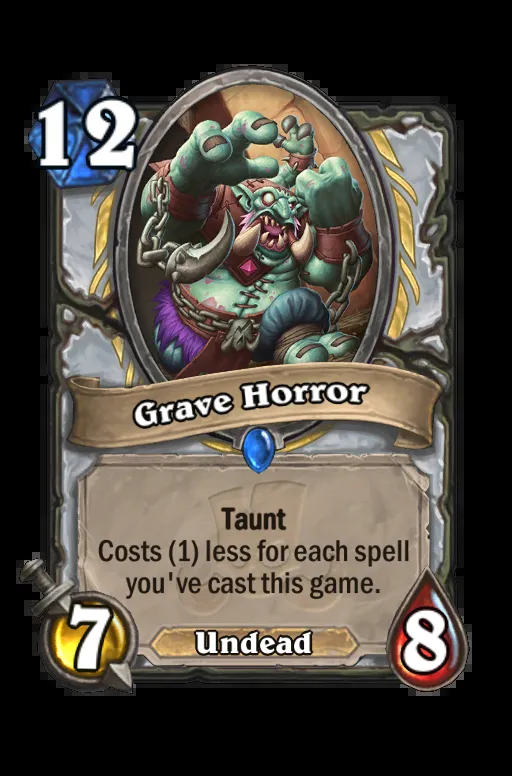 12
Grave Horror
Taunt
Costs (1) less for each spell
you've cast this game.
7
Undead
8